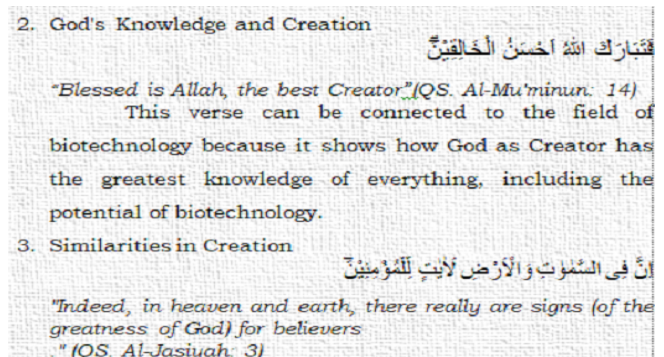 2. God's Knowledge and Creation
فَتَبَارَكَ اللّٰهُ اَحْسَنُ الْخَالِقِيْنَۗ
“Blessed is Allah, the best Creator”(QS. Al-Mu'minun: 14)
This verse can be connected to the field of
biotechnology because it shows how God as Creator has
the greatest knowledge of everything, including the
potential of biotechnology.
3. Similarities in Creation
اِنَّ فِى السَّمٰوٰتِ وَالْاَرْضِ لَاٰيٰتٍ لِّلْمُؤْمِنِيْنَۗ
"Indeed, in heaven and earth, there really are signs (of the
greatness of God) for believers
." (QS. Al-Jasiyah: 3)